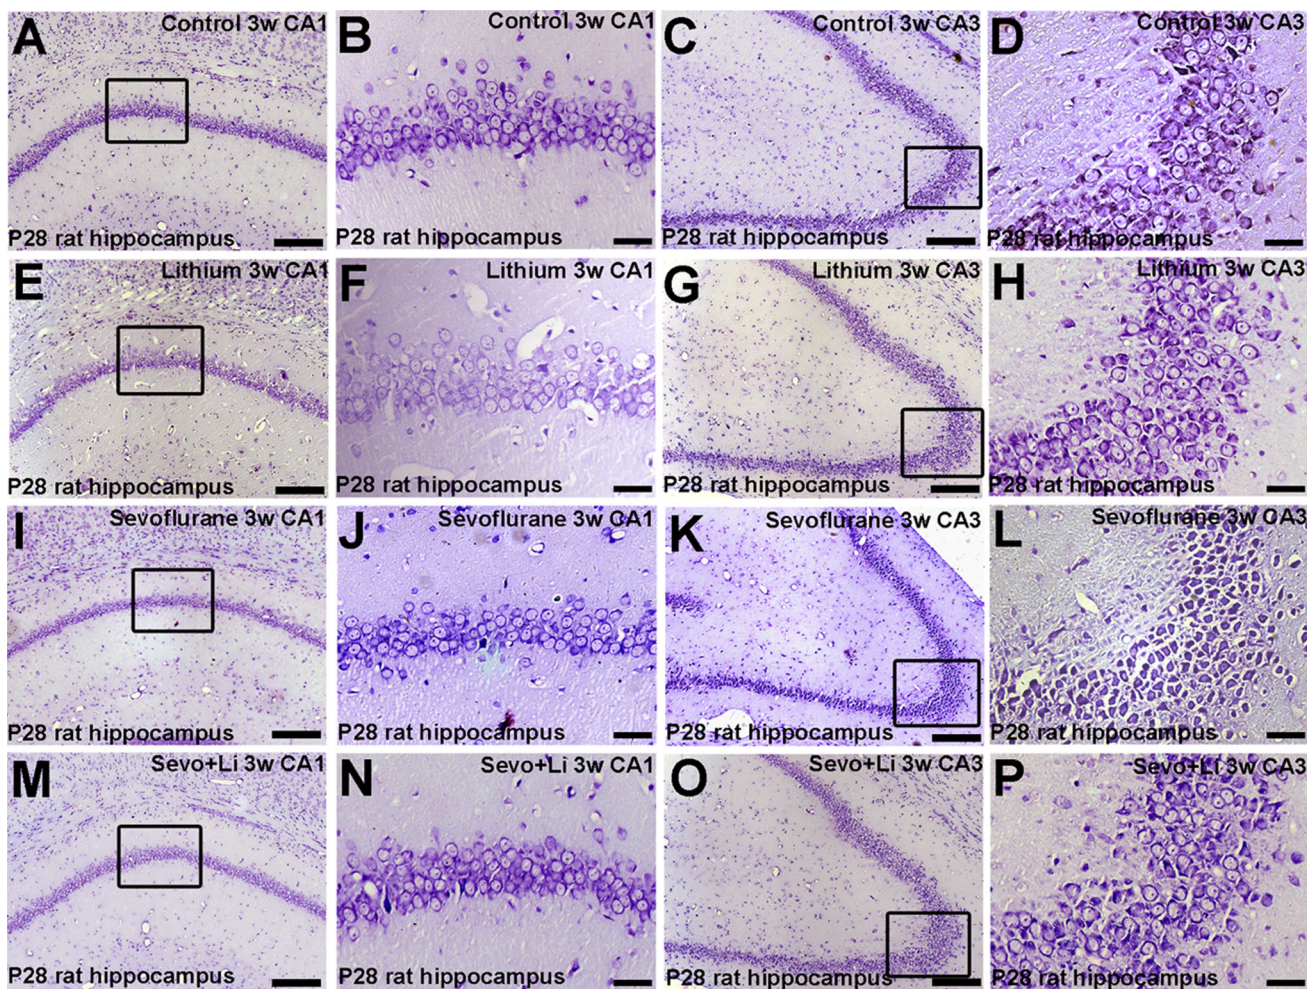 A Control 3w CA1
P28 rat hippocampus
B Control 3w CA1
P28 rat hippocampus
C Control 3w CA3
P28 rat hippocampus
D Control 3w CA3
P28 rat hippocampus
E Lithium 3w CA1
P28 rat hippocampus
F Lithium 3w CA1
P28 rat hippocampus
G Lithium 3w CA3
P28 rat hippocampus
H Lithium 3w CA3
P28 rat hippocampus
I Sevoflurane 3w CA1
P28 rat hippocampus
J Sevoflurane 3w CA1
P28 rat hippocampus
K Sevoflurane 3w CA3
P28 rat hippocampus
L Sevoflurane 3w CA3
P28 rat hippocampus
M Sevo+Li 3w CA1
P28 rat hippocampus
N Sevo+Li 3w CA1
P28 rat hippocampus
O Sevo+Li 3w CA3
P28 rat hippocampus
P Sevo+Li 3w CA3
P28 rat hippocampus